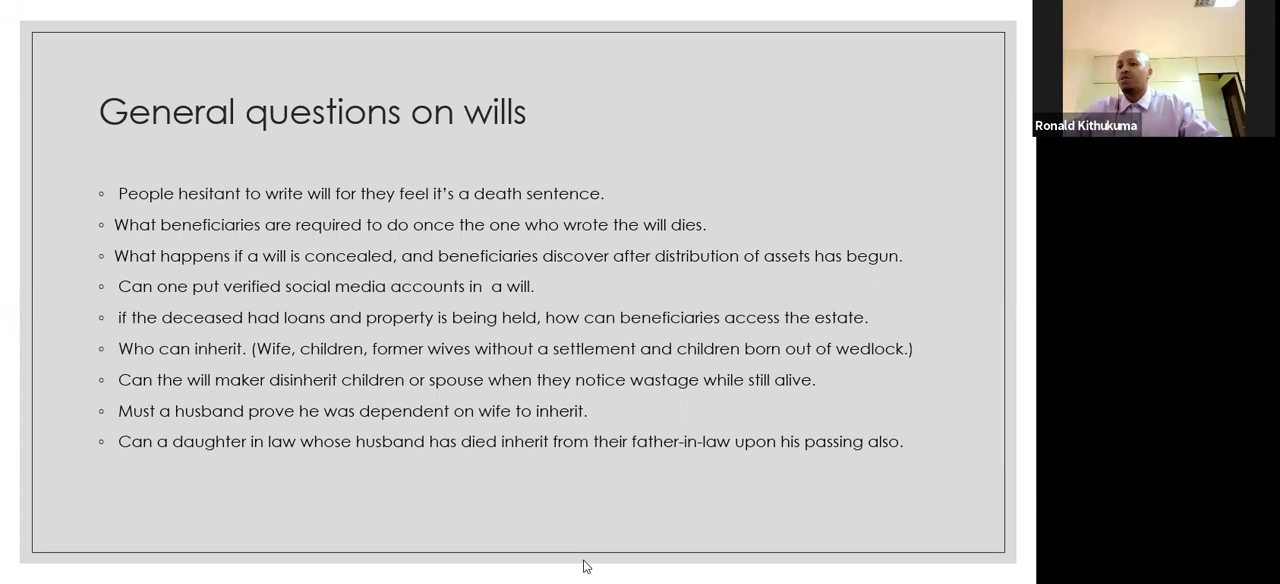 General questions on wills
◦ People hesitant to write will for they feel it’s a death sentence.
◦ What beneficiaries are required to do once the one who wrote the will dies.
◦ What happens if a will is concealed, and beneficiaries discover after distribution of assets has begun.
◦ Can one put verified social media accounts in  a will.
◦ if the deceased had loans and property is being held, how can beneficiaries access the estate.
◦ Who can inherit. (Wife, children, former wives without a settlement and children born out of wedlock.)
◦ Can the will maker disinherit children or spouse when they notice wastage while still alive.
◦ Must a husband prove he was dependent on wife to inherit.
◦ Can a daughter in law whose husband has died inherit from their father-in-law upon his passing also.
Ronald Kithukuma